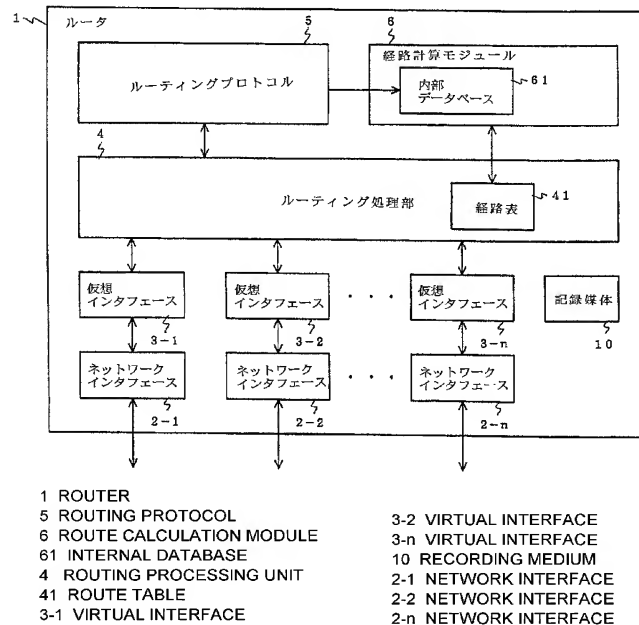 1
ルータ
5
6
ルーティングプロトコル
経路計算モジュール
内部
データベース
61
4
ルーティング処理部
経路表
41
仮想
インタフェース
仮想
インタフェース
・・・
仮想
インタフェース
記録媒体
3-1
3-2
3-n
10
ネットワーク
インタフェース
ネットワーク
インタフェース
・・・
ネットワーク
インタフェース
2-1
2-2
2-n
1 ROUTER
5 ROUTING PROTOCOL
6 ROUTE CALCULATION MODULE
61 INTERNAL DATABASE
4 ROUTING PROCESSING UNIT
41 ROUTE TABLE
3-1 VIRTUAL INTERFACE
3-2 VIRTUAL INTERFACE
3-n VIRTUAL INTERFACE
10 RECORDING MEDIUM
2-1 NETWORK INTERFACE
2-2 NETWORK INTERFACE
2-n NETWORK INTERFACE